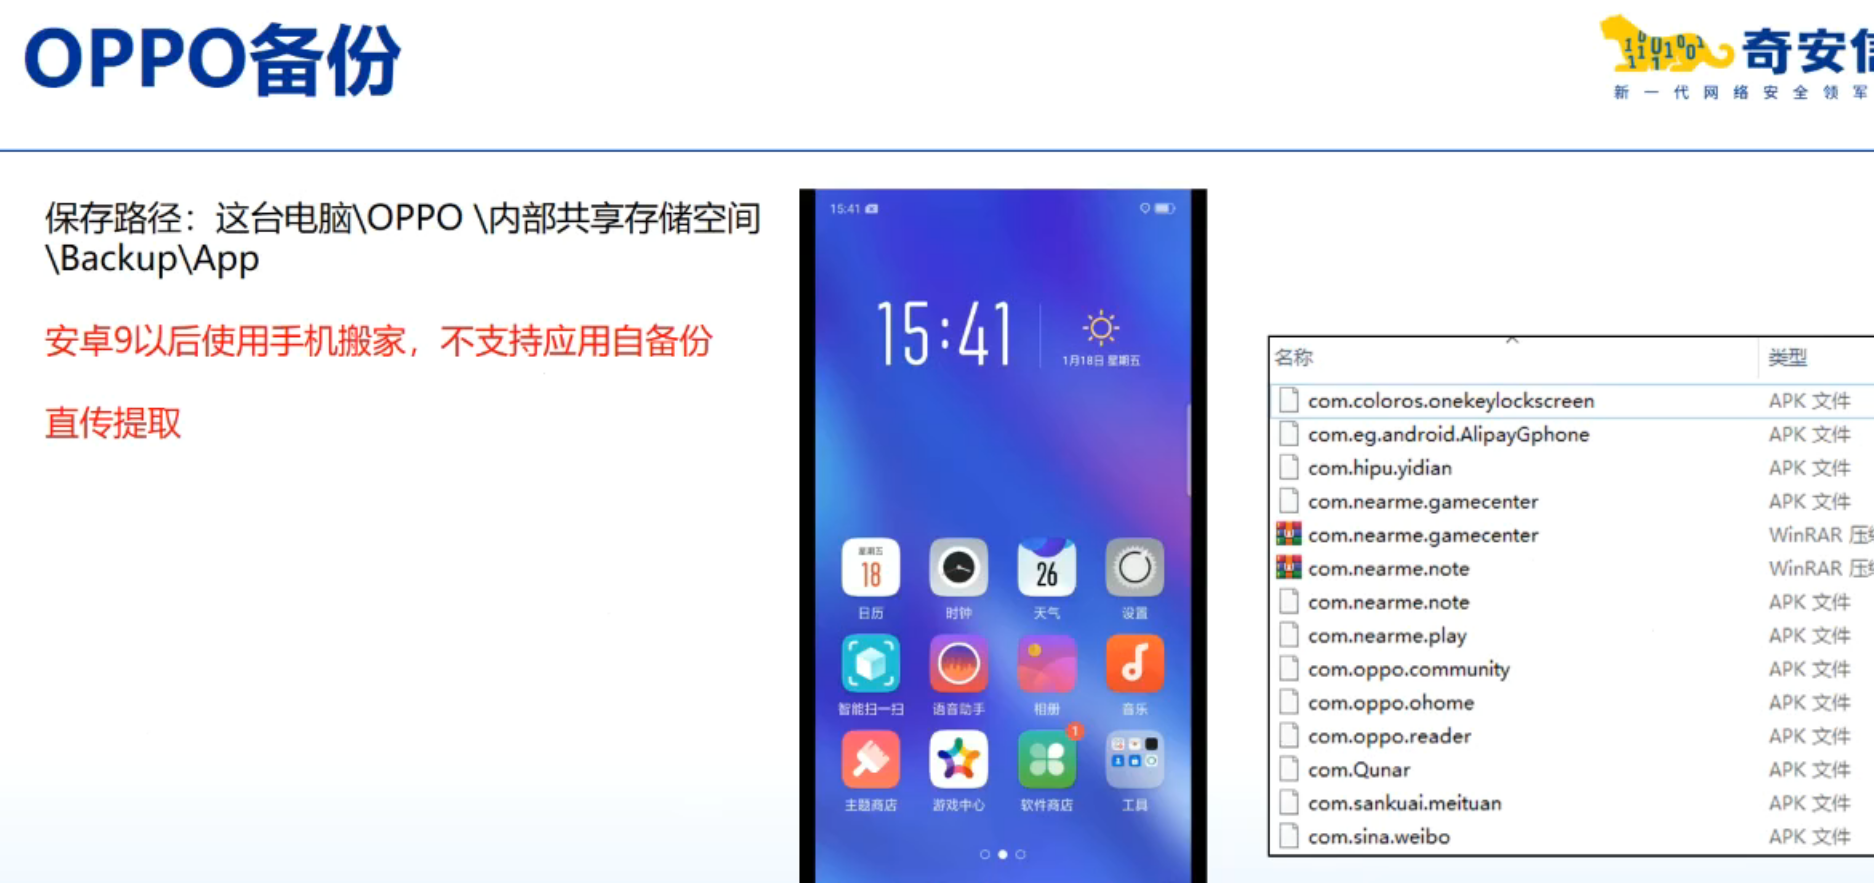 OPPO备份
奇安信
新一代网络安全领军
保存路径：这台电脑\OPPO \内部共享存储空间
\Backup\App
安卓9以后使用手机搬家，不支持应用自备份
直传提取
15:41
15:41
1月18日 星期五
星期五
18
26
日历 时钟 天气 设置
智能扫一扫 语音助手 相册 音乐
1
主题商店 游戏中心 软件商店 工具
名称 类型
com.coloros.onekeylockscreen APK 文件
com.eg.android.AlipayGphone APK 文件
com.hipu.yidian APK 文件
com.nearme.gamecenter APK 文件
com.nearme.gamecenter WinRAR 压缩
com.nearme.note WinRAR 压缩
com.nearme.note APK 文件
com.nearme.play APK 文件
com.oppo.community APK 文件
com.oppo.ohome APK 文件
com.oppo.reader APK 文件
com.Qunar APK 文件
com.sankuai.meituan APK 文件
com.sina.weibo APK 文件